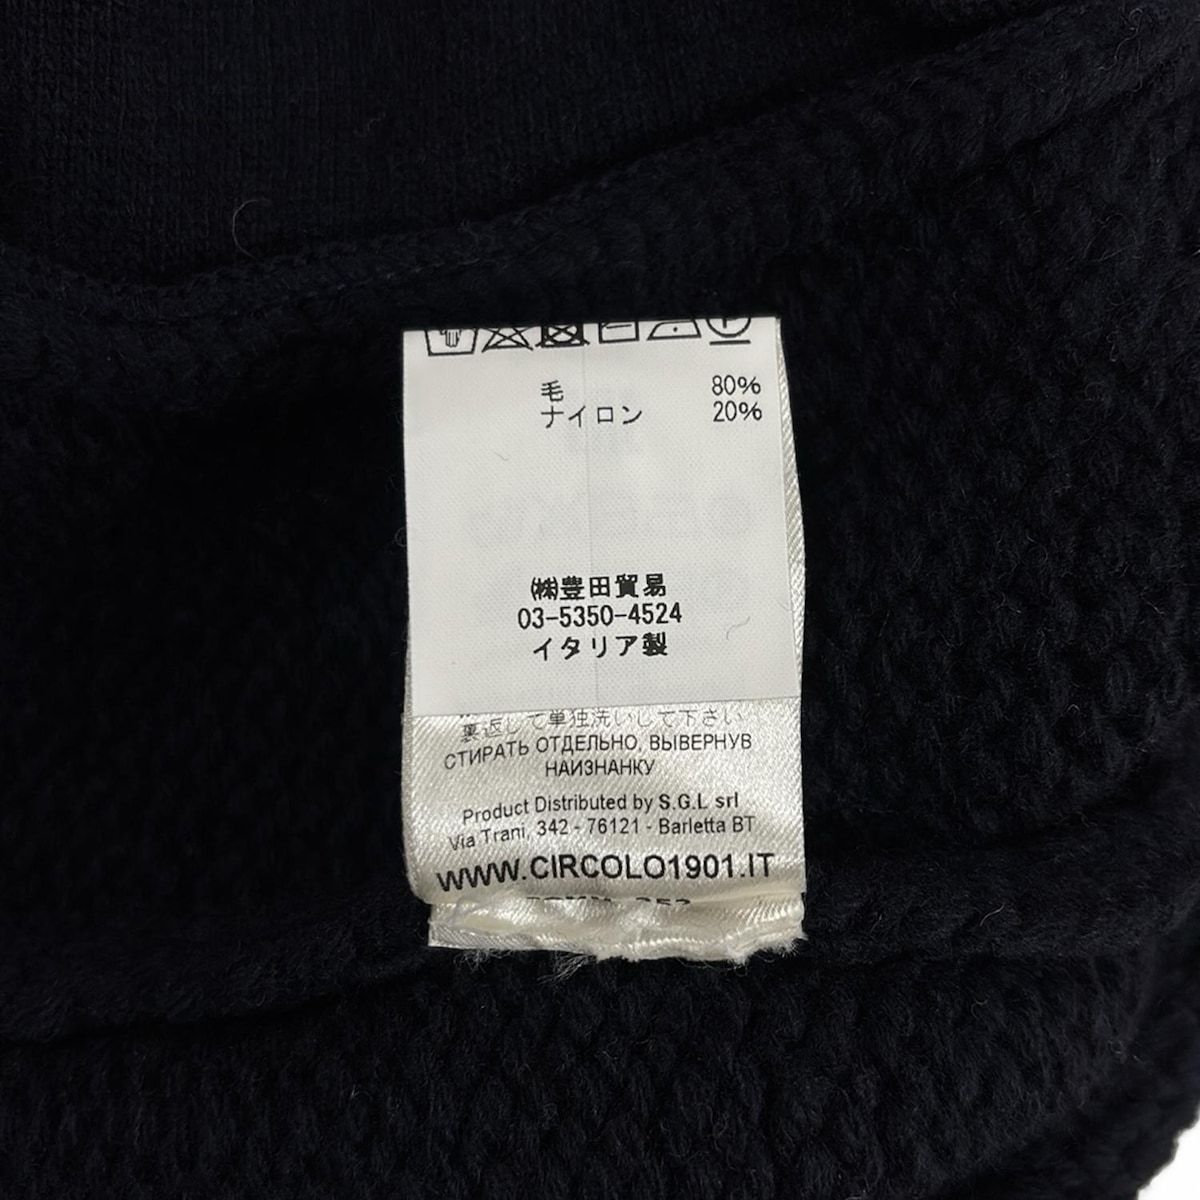 毛 80%
ナイロン 20%
㈱豊田貿易
03-5350-4524
イタリア製
裏返して単独洗いして下さい
СТИРАТЬ ОТДЕЛЬНО, ВЫВЕРНУВ
НАИЗНАНКУ
Product Distributed by S.G.L srl
Via Trani, 342 - 76121 - Barletta BT
WWW.CIRCOLO1901.IT